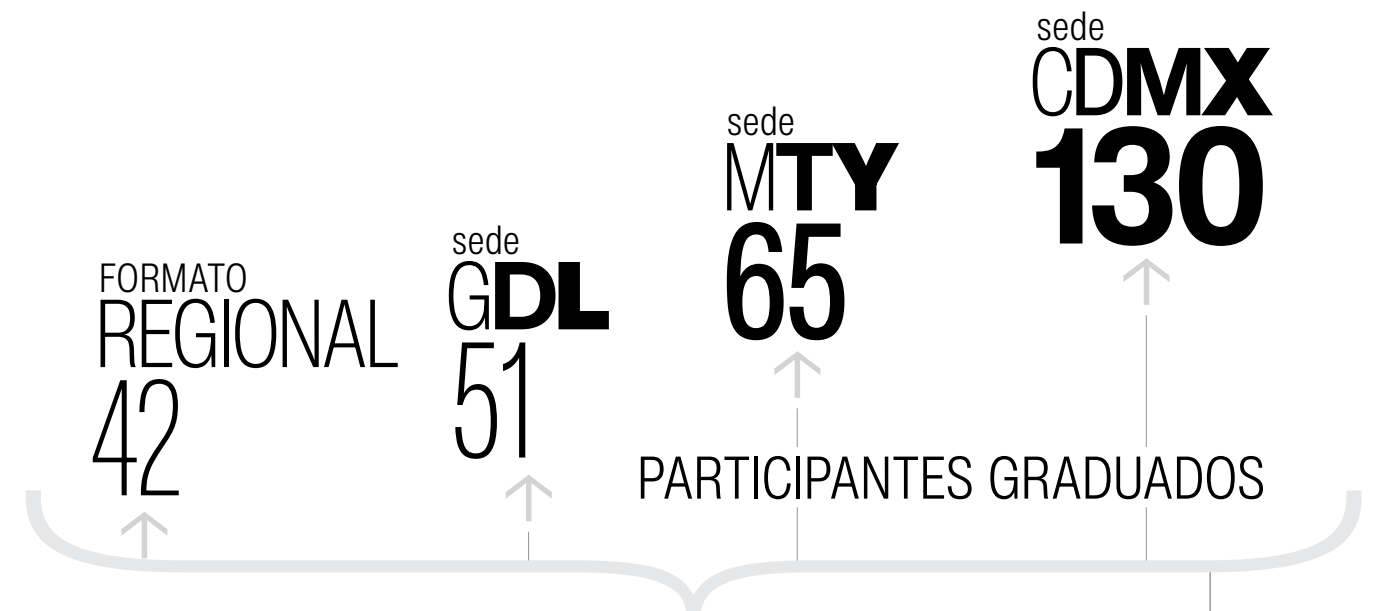 FORMATO
REGIONAL
42
sede
GDL
51
sede
MTY
65
sede
CDMX
130
PARTICIPANTES GRADUADOS